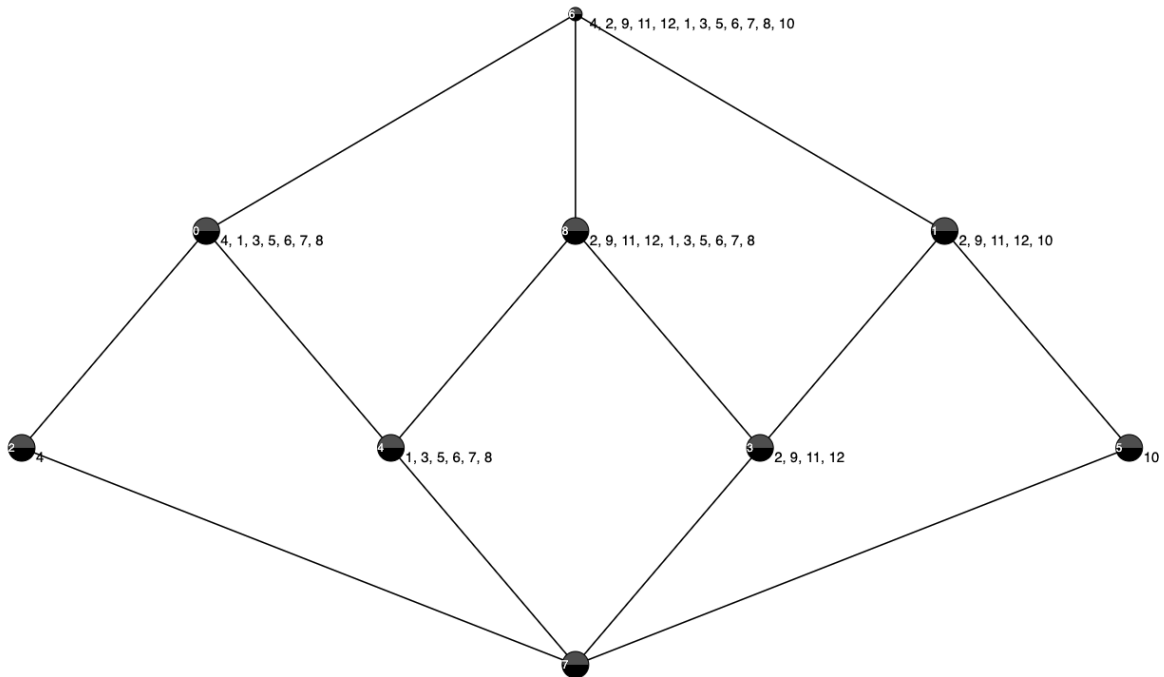 6
4, 2, 9, 11, 12, 1, 3, 5, 6, 7, 8, 10
0
4, 1, 3, 5, 6, 7, 8
8
2, 9, 11, 12, 1, 3, 5, 6, 7, 8
1
2, 9, 11, 12, 10
2
4
4
1, 3, 5, 6, 7, 8
3
2, 9, 11, 12
5
10
7